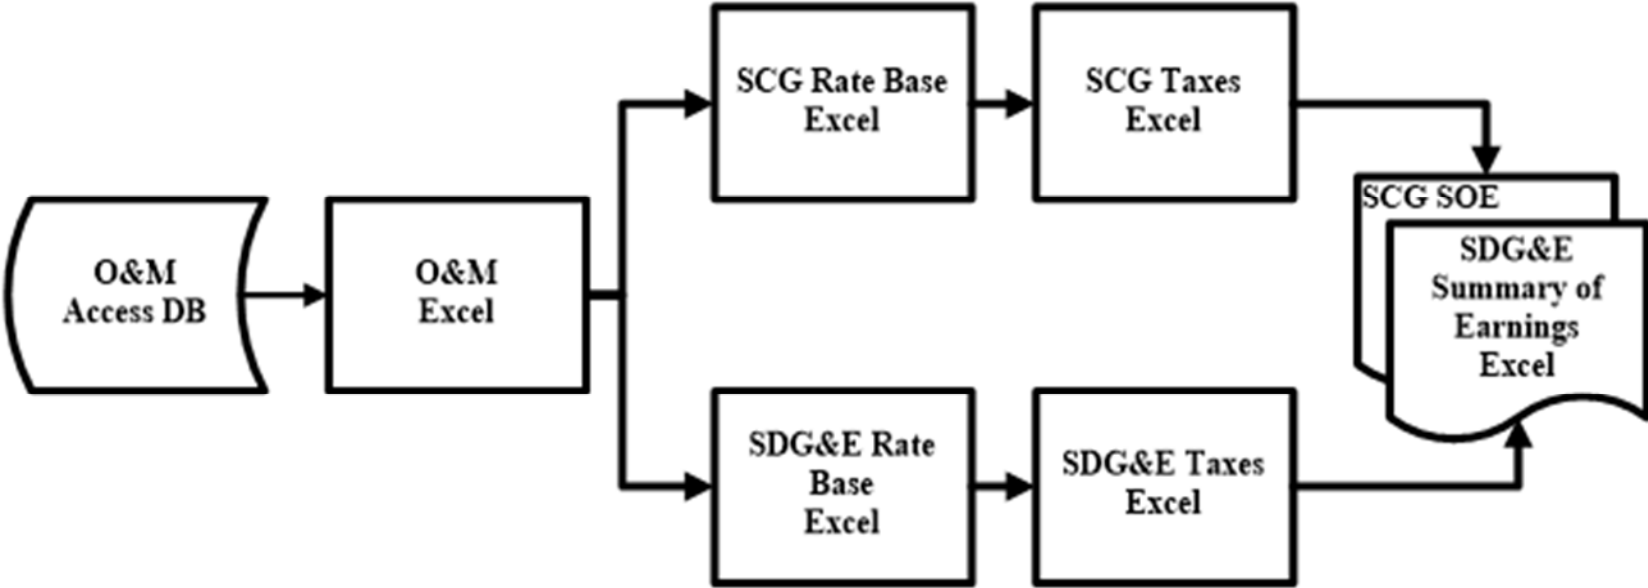 O&M
Access DB
O&M
Excel
SCG Rate Base
Excel
SCG Taxes
Excel
SDG&E Rate
Base
Excel
SDG&E Taxes
Excel
SCG SOE
SDG&E
Summary of
Earnings
Excel